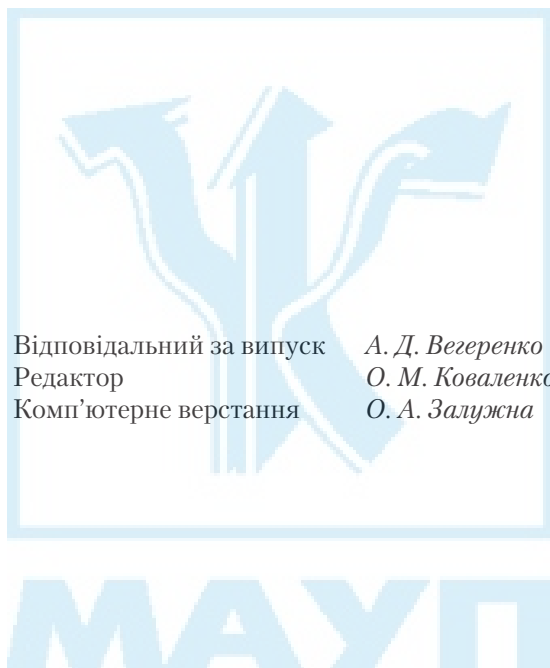 Відповідальний за випуск А. Д. Вегеренко
Редактор О. М. Коваленко
Комп’ютерне верстання О. А. Залужна
МАУП